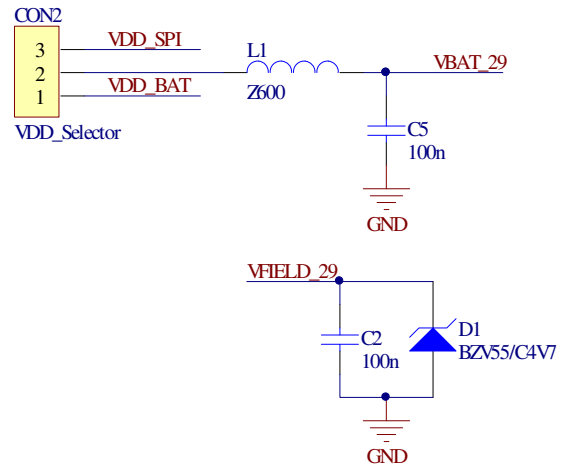 CON2
3 VDD_SPI
2
1 VDD_BAT
VDD_Selector
L1
Z600
VBAT_29
C5
100n
GND
VFIELD_29
C2
100n
D1
BZV55/C4V7
GND